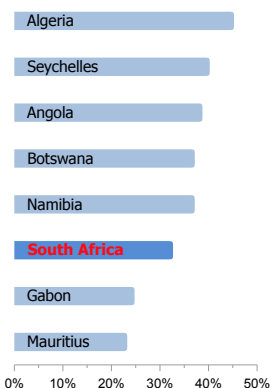 Algeria
Seychelles
Angola
Botswana
Namibia
South Africa
Gabon
Mauritius
0% 10% 20% 30% 40% 50%